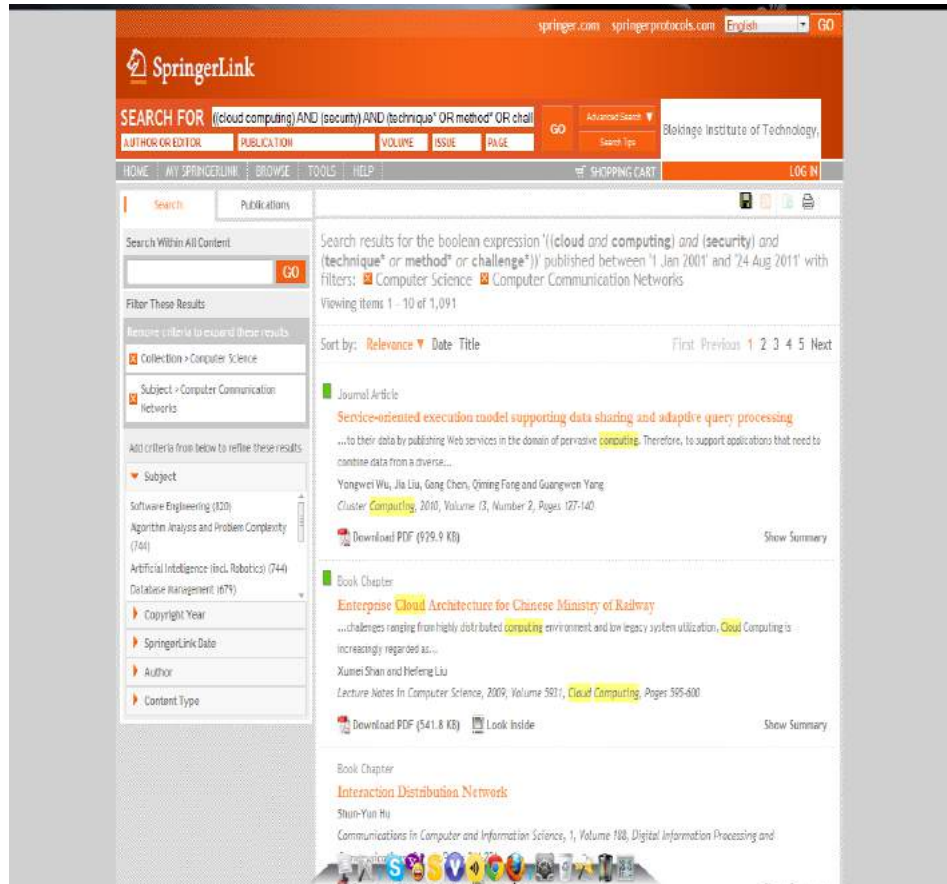 springer.com springerprotocols.com English GO
SpringerLink
SEARCH FOR ((cloud computing) AND (security) AND (technique* OR method* OR chall
GO
Advanced Search
Search Tips
Blekinge Institute of Technology,
AUTHOR OR EDITOR PUBLICATION VOLUME ISSUE PAGE
HOME MY SPRINGERLINK BROWSE TOOLS HELP SHOPPING CART LOG IN
Search Publications
Search Within All Content
GO
Filter These Results
Remove criteria to expand these results
Collection > Computer Science
Subject > Computer Communication
Networks
Add criteria from below to refine these results
Subject
Software Engineering (820)
Algorithm Analysis and Problem Complexity
(744)
Artificial Intelligence (incl. Robotics) (744)
Database Management (679)
Copyright Year
SpringerLink Date
Author
Content Type
Search results for the boolean expression '((cloud and computing) and (security) and
(technique* or method* or challenge*))' published between '1 Jan 2001' and '24 Aug 2011' with
filters: Computer Science Computer Communication Networks
Viewing items 1 - 10 of 1,091
Sort by: Relevance Date Title First Previous 1 2 3 4 5 Next
Journal Article
Service-oriented execution model supporting data sharing and adaptive query processing
...to their data by publishing Web services in the domain of pervasive computing. Therefore, to support applications that need to
combine data from a diverse...
Yongwei Wu, Jia Liu, Gang Chen, Qiming Fang and Guangwen Yang
Cluster Computing, 2010, Volume 13, Number 2, Pages 127-140
Download PDF (929.9 KB) Show Summary
Book Chapter
Enterprise Cloud Architecture for Chinese Ministry of Railway
...challenges ranging from highly distributed computing environment and low legacy system utilization, Cloud Computing is
increasingly regarded as...
Xumei Shan and Hefeng Liu
Lecture Notes in Computer Science, 2009, Volume 5931, Cloud Computing, Pages 595-600
Download PDF (541.8 KB) Look Inside Show Summary
Book Chapter
Interaction Distribution Network
Shun-Yun Hu
Communications in Computer and Information Science, 1, Volume 188, Digital Information Processing and